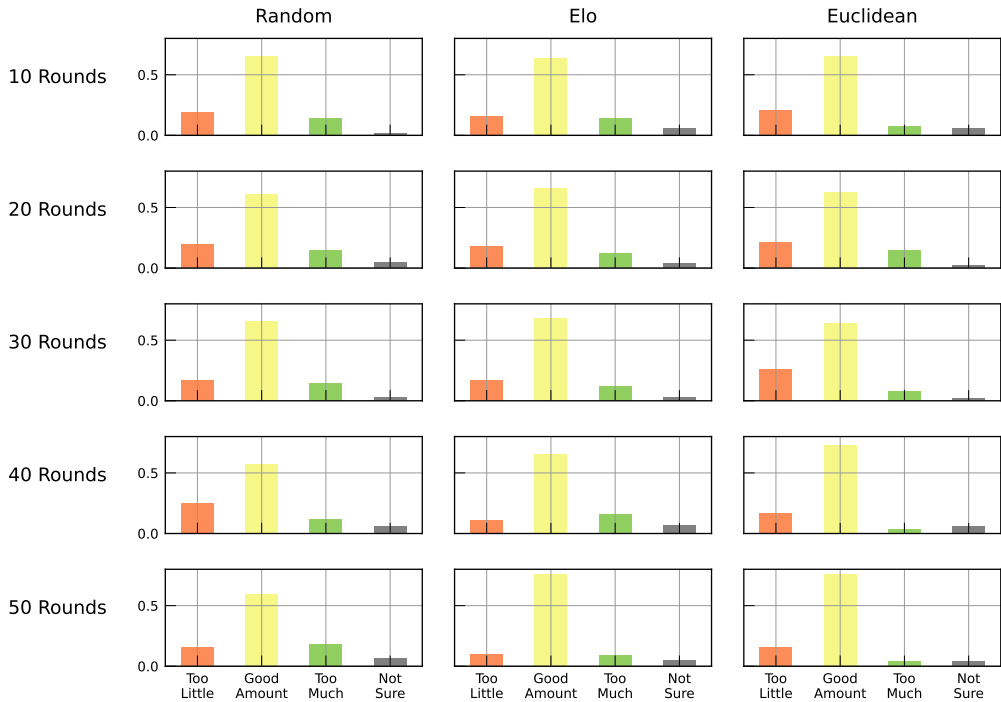 Random Elo Euclidean
10 Rounds
0.5
0.0
20 Rounds
0.5
0.0
30 Rounds
0.5
0.0
40 Rounds
0.5
0.0
50 Rounds
0.5
0.0
Too Good Too Not Too Good Too Not Too Good Too Not
Little Amount Much Sure Little Amount Much Sure Little Amount Much Sure